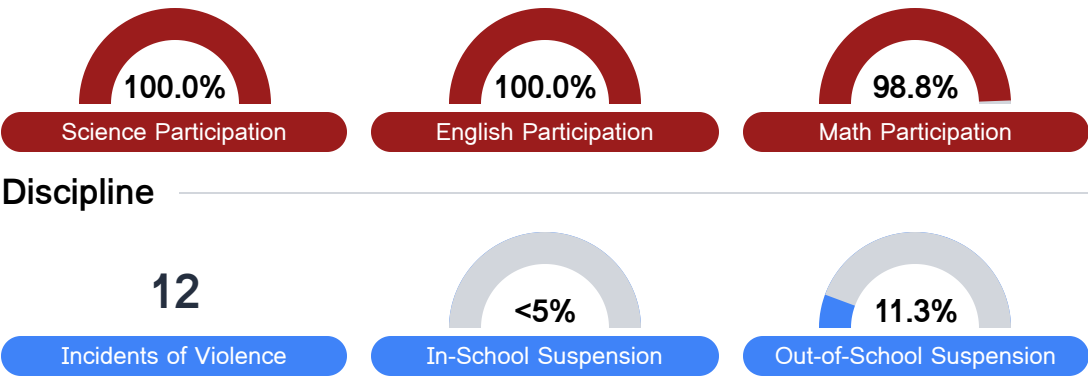 100.0% 100.0% 98.8%
Science Participation English Participation Math Participation
Discipline
12 <5% 11.3%
Incidents of Violence In-School Suspension Out-of-School Suspension